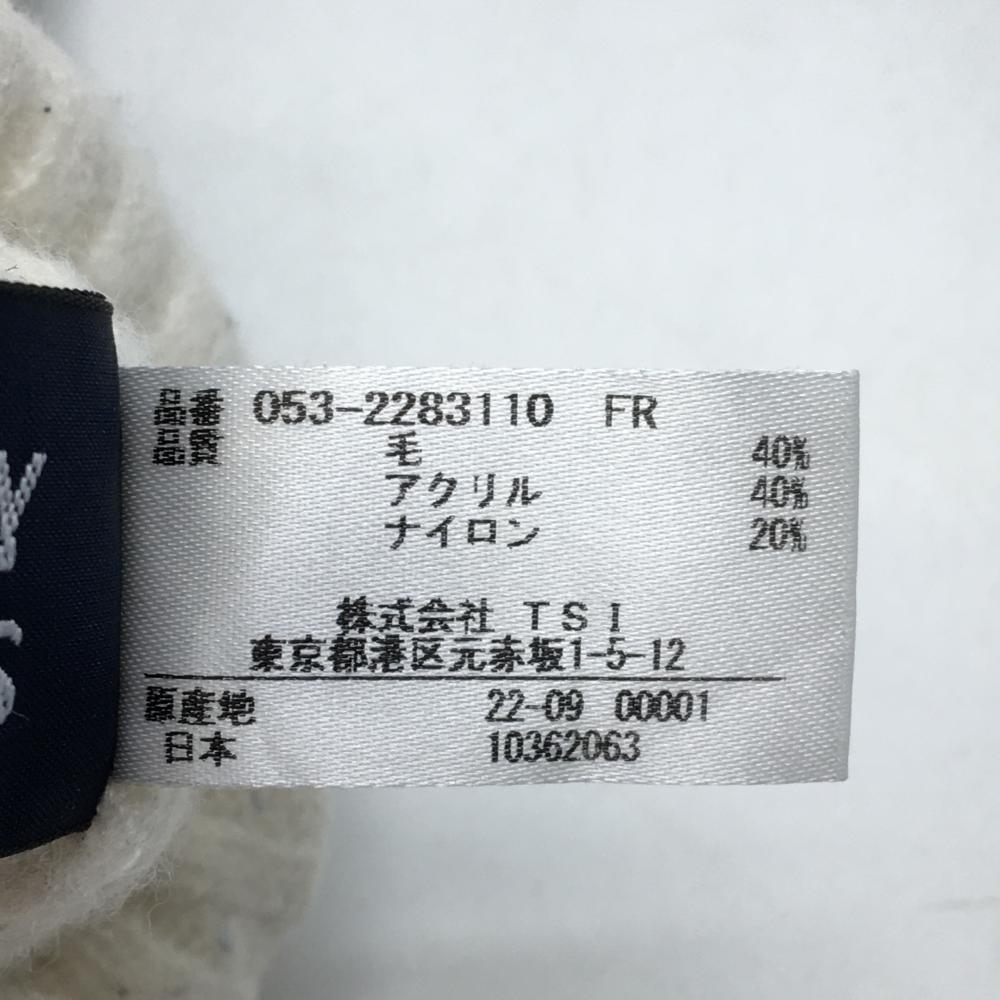 品番 053-2283110 FR
品質 毛 40%
アクリル 40%
ナイロン 20%
株式会社 TSI
東京都港区元赤坂1-5-12
原産地 22-09 00001
日本 10362063